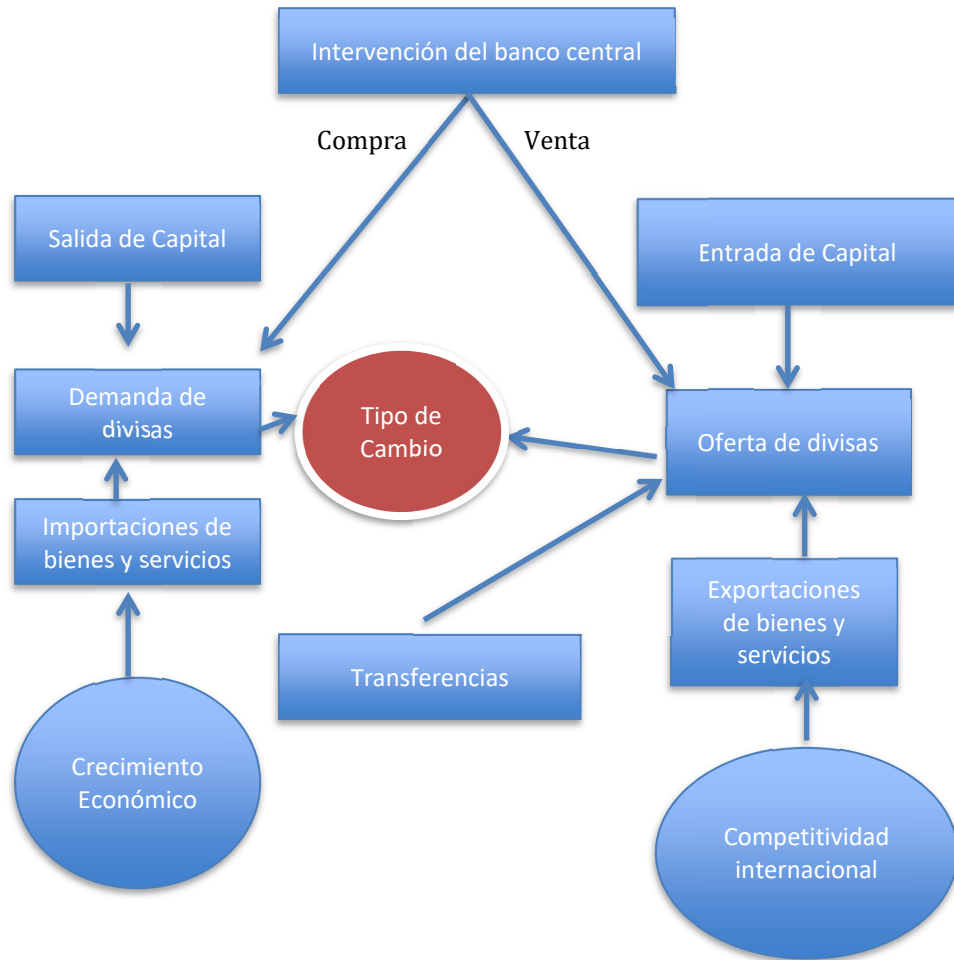 Intervención del banco central
Compra
Venta
Salida de Capital
Entrada de Capital
Demanda de
divisas
Tipo de
Cambio
Oferta de divisas
Importaciones de
bienes y servicios
Exportaciones
de bienes y
servicios
Transferencias
Crecimiento
Económico
Competitividad
internacional